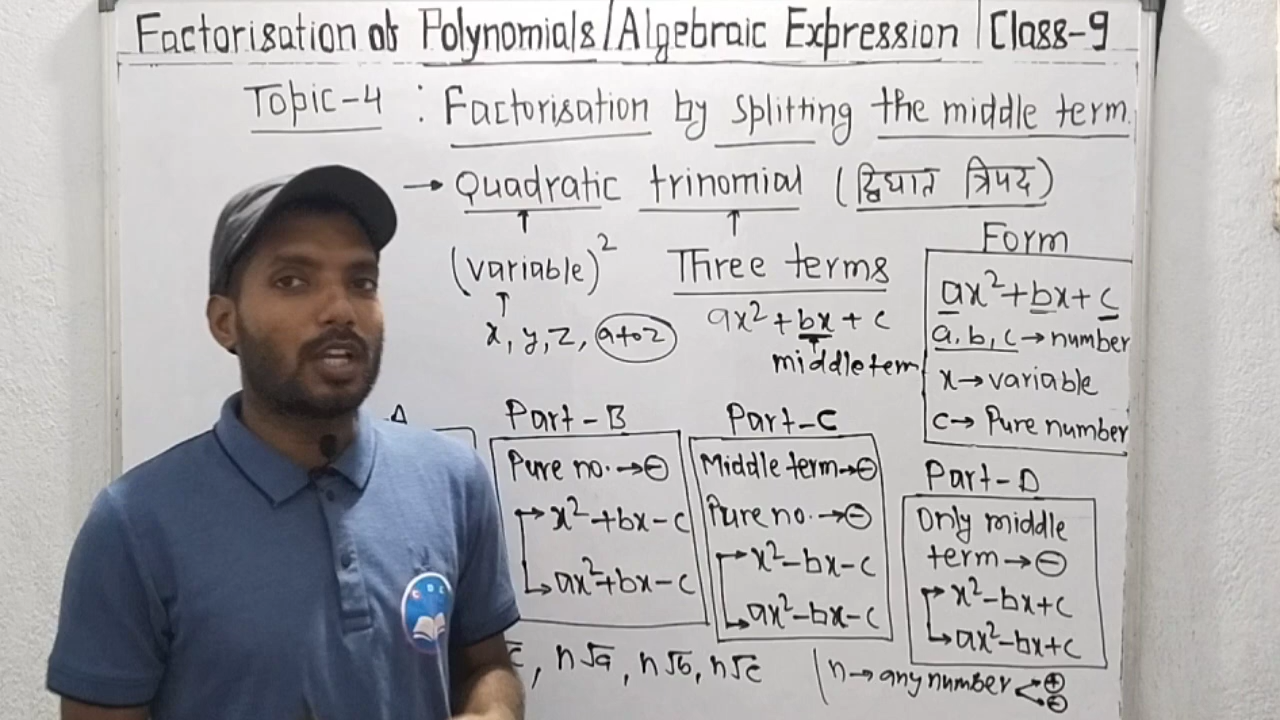 Factorisation of Polynomials/Algebraic Expression | Class-9
Topic-4 : Factorisation by splitting the middle term.
→ Quadratic trinomial (द्विघात त्रिपद)
↑ ↑
(variable)² Three terms
↑
x, y, z, a to z
ax² + bx + c
↑
middle term
Form
ax² + bx + c
a, b, c → number
x → variable
c → Pure number
A
Part-B
Pure no. → ⊖
→ x² + bx - c
→ ax² + bx - c
Part-C
Middle term → ⊖
Pure no. → ⊖
→ x² - bx - c
→ ax² - bx - c
Part-D
Only middle
term → ⊖
→ x² - bx + c
→ ax² - bx + c
√c, n√a, n√b, n√c | n → any number ⊕
⊖